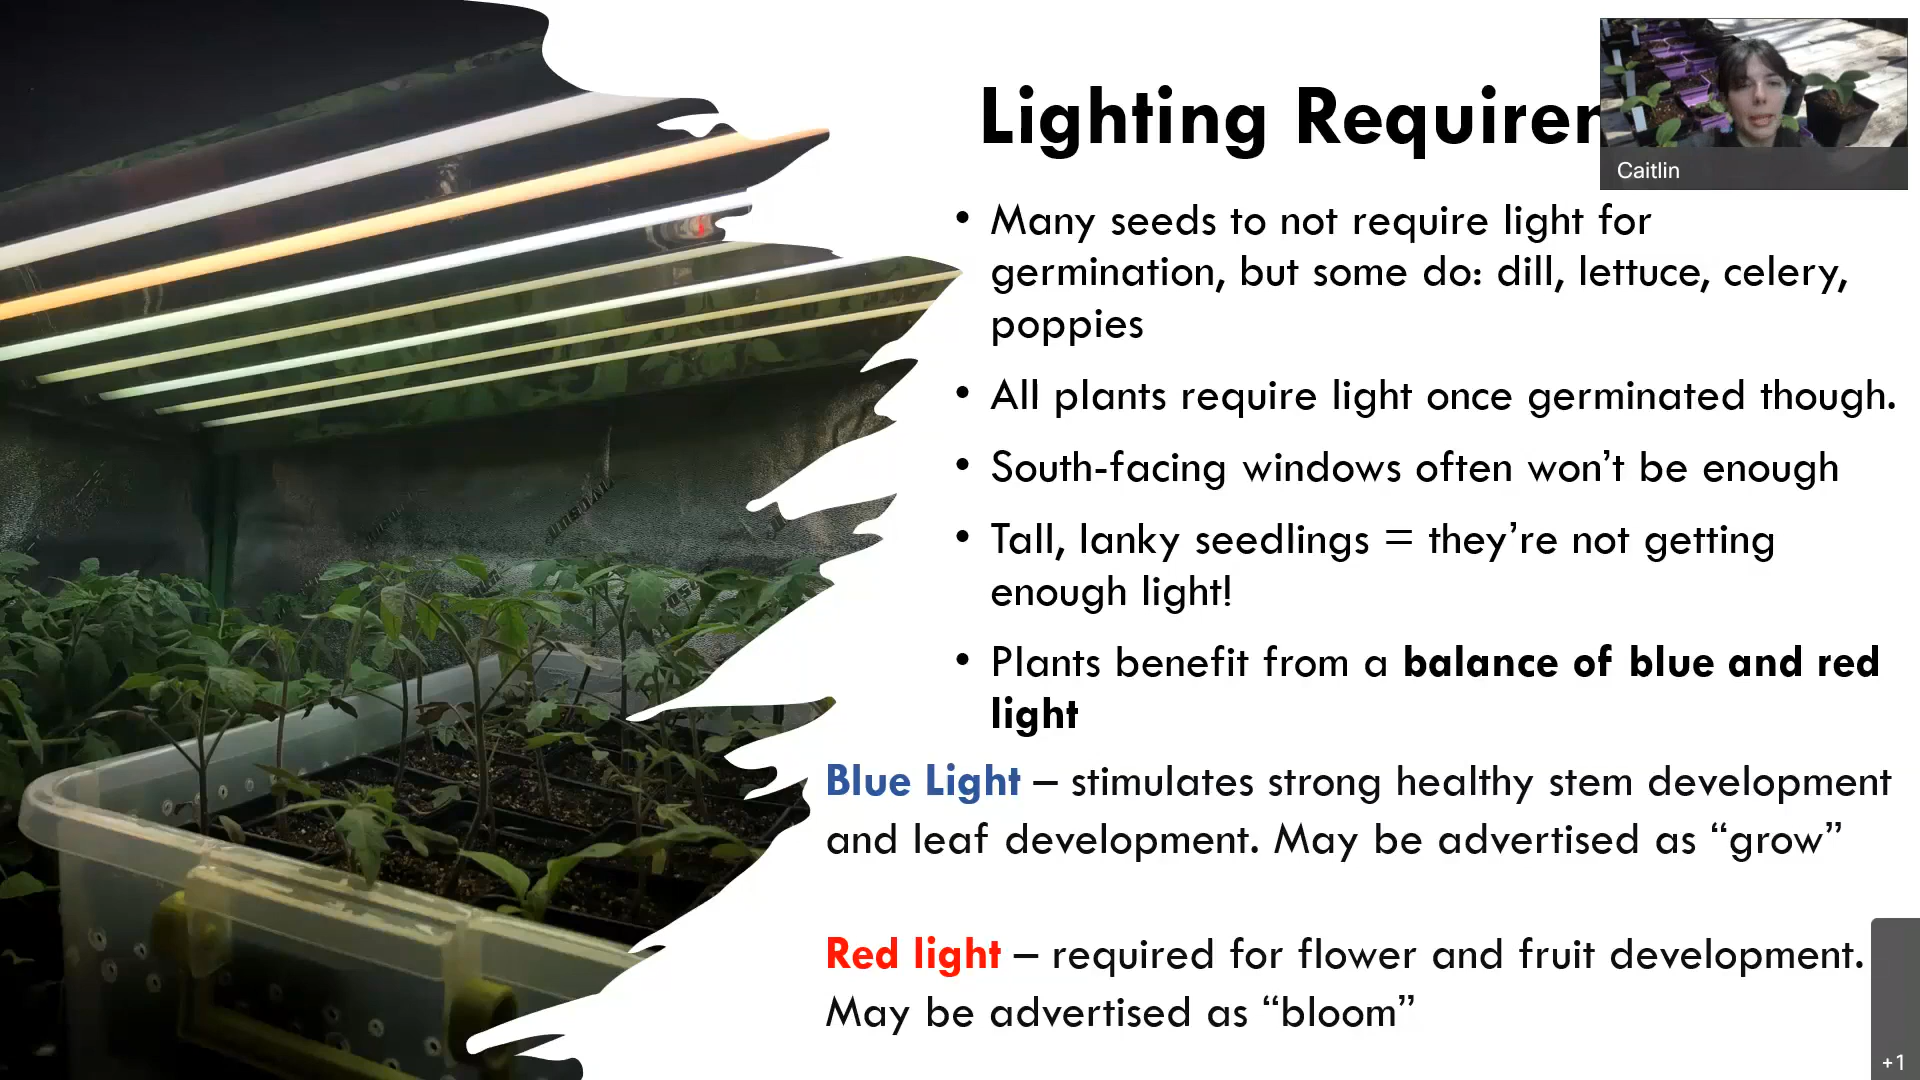 Lighting Requirer
Caitlin
• Many seeds to not require light for
germination, but some do: dill, lettuce, celery,
poppies
• All plants require light once germinated though.
• South-facing windows often won’t be enough
• Tall, lanky seedlings = they’re not getting
enough light!
• Plants benefit from a balance of blue and red
light
Blue Light – stimulates strong healthy stem development
and leaf development. May be advertised as “grow”
Red light – required for flower and fruit development.
May be advertised as “bloom”
+1